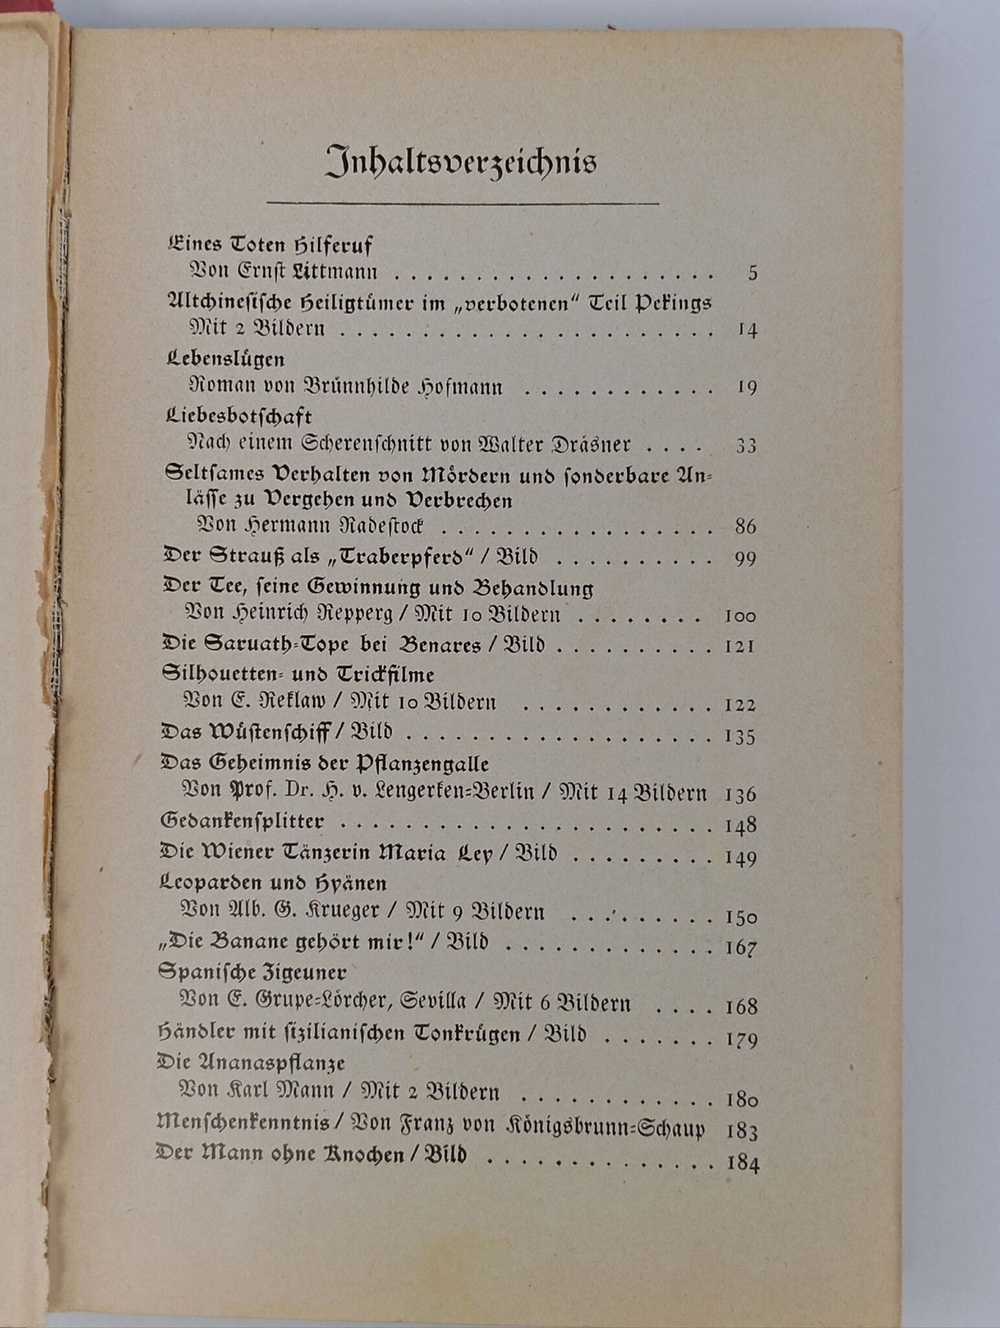 Inhaltsverzeichnis
Eines Toten Hilferuf
Von Ernst Littmann . . . . . . . . . . . . . . . . . . . . 5
Altchinesische Heiligtümer im „verbotenen“ Teil Pekings
Mit 2 Bildern . . . . . . . . . . . . . . . . . . . . . . 14
Lebenslügen
Roman von Brünnhilde Hofmann . . . . . . . . . . . . 19
Liebesbotschaft
Nach einem Scherenschnitt von Walter Dräsner . . . . 33
Seltsames Verhalten von Mördern und sonderbare An-
lässe zu Vergehen und Verbrechen
Von Hermann Radestock . . . . . . . . . . . . . . . . 86
Der Strauß als „Traberpferd“ / Bild . . . . . . . . . . 99
Der Tee, seine Gewinnung und Behandlung
Von Heinrich Repperg / Mit 10 Bildern . . . . . . . . 100
Die Saruath-Tope bei Benares / Bild . . . . . . . . . . 121
Silhouetten- und Trickfilme
Von E. Reklaw / Mit 10 Bildern . . . . . . . . . . . . 122
Das Wüstenschiff / Bild . . . . . . . . . . . . . . . . . . 135
Das Geheimnis der Pflanzengalle
Von Prof. Dr. H. v. Lengerken-Berlin / Mit 14 Bildern 136
Gedankensplitter . . . . . . . . . . . . . . . . . . . . . . 148
Die Wiener Tänzerin Maria Ley / Bild . . . . . . . . . 149
Leoparden und Hyänen
Von Alb. G. Krueger / Mit 9 Bildern . . . . . . . . . 150
„Die Banane gehört mir!“ / Bild . . . . . . . . . . . . . 167
Spanische Zigeuner
Von E. Grupe-Lörcher, Sevilla / Mit 6 Bildern . . . . 168
Händler mit sizilianischen Tonkrügen / Bild . . . . . . . 179
Die Ananaspflanze
Von Karl Mann / Mit 2 Bildern . . . . . . . . . . . . 180
Menschenkenntnis / Von Franz von Königsbrunn-Schaup 183
Der Mann ohne Knochen / Bild . . . . . . . . . . . . . . 184